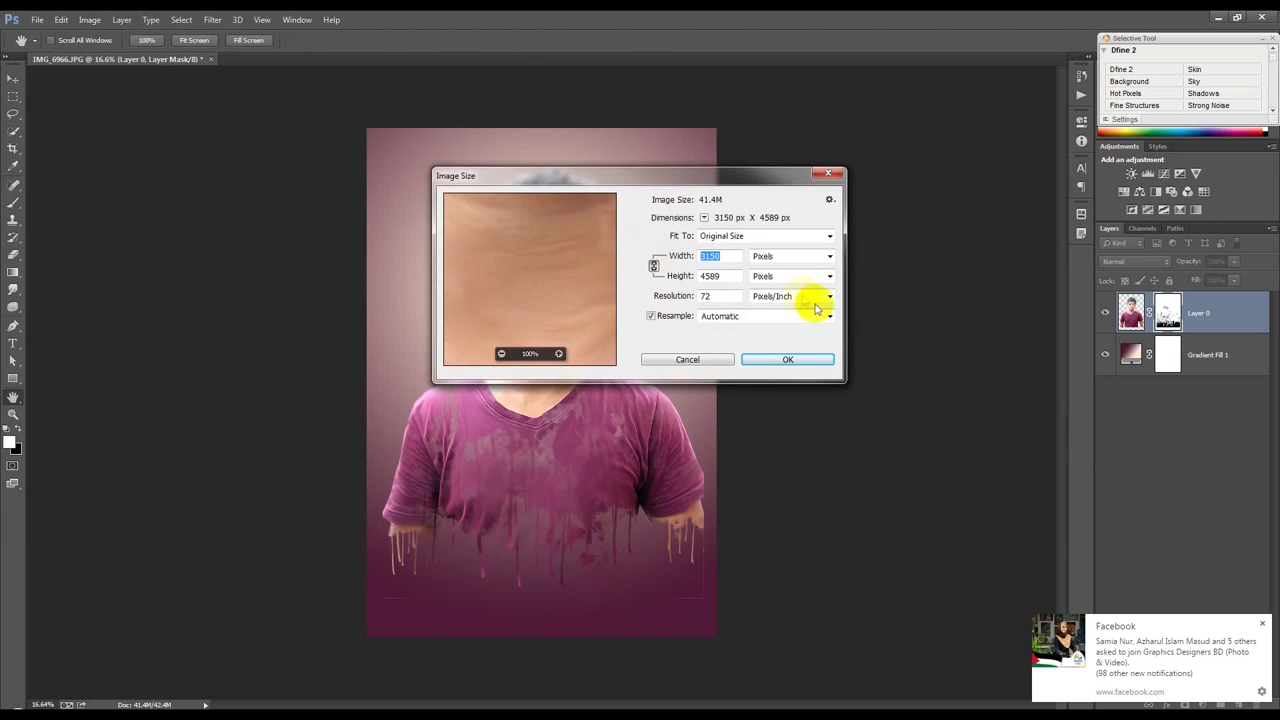 Ps File Edit Image Layer Type Select Filter 3D View Window Help
Scroll All Windows 100% Fit Screen Fill Screen
IMG_6966.JPG @ 16.6% (Layer 0, Layer Mask/8) * ×
Selective Tool
Dfine 2
Dfine 2 Skin
Background Sky
Hot Pixels Shadows
Fine Structures Strong Noise
Settings
Adjustments Styles
Add an adjustment
Layers Channels Paths
Kind
Normal Opacity: 100%
Lock: Fill: 100%
Layer 0
Gradient Fill 1
Image Size
Image Size: 41.4M
Dimensions: 3150 px X 4589 px
Fit To: Original Size
Width: 3150 Pixels
Height: 4589 Pixels
Resolution: 72 Pixels/Inch
Resample: Automatic
100%
Cancel OK
Facebook
Samia Nur, Azharul Islam Masud and 5 others
asked to join Graphics Designers BD (Photo
& Video).
(98 other new notifications)
www.facebook.com
16.64% Doc: 41.4M/42.4M